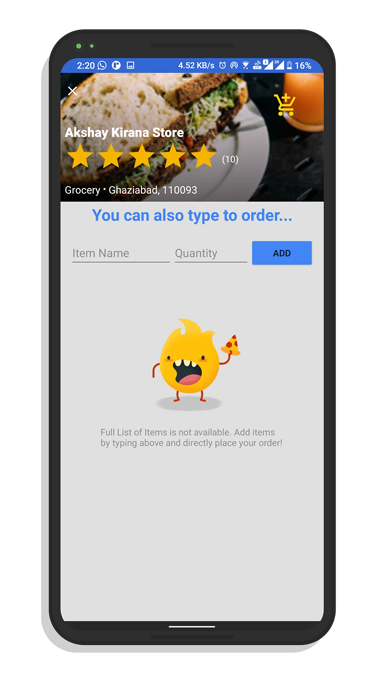 2:20
4.52 KB/s
16%
Akshay Kirana Store
(10)
Grocery • Ghaziabad, 110093
You can also type to order...
Item Name
Quantity
ADD
Full List of Items is not available. Add items
by typing above and directly place your order!